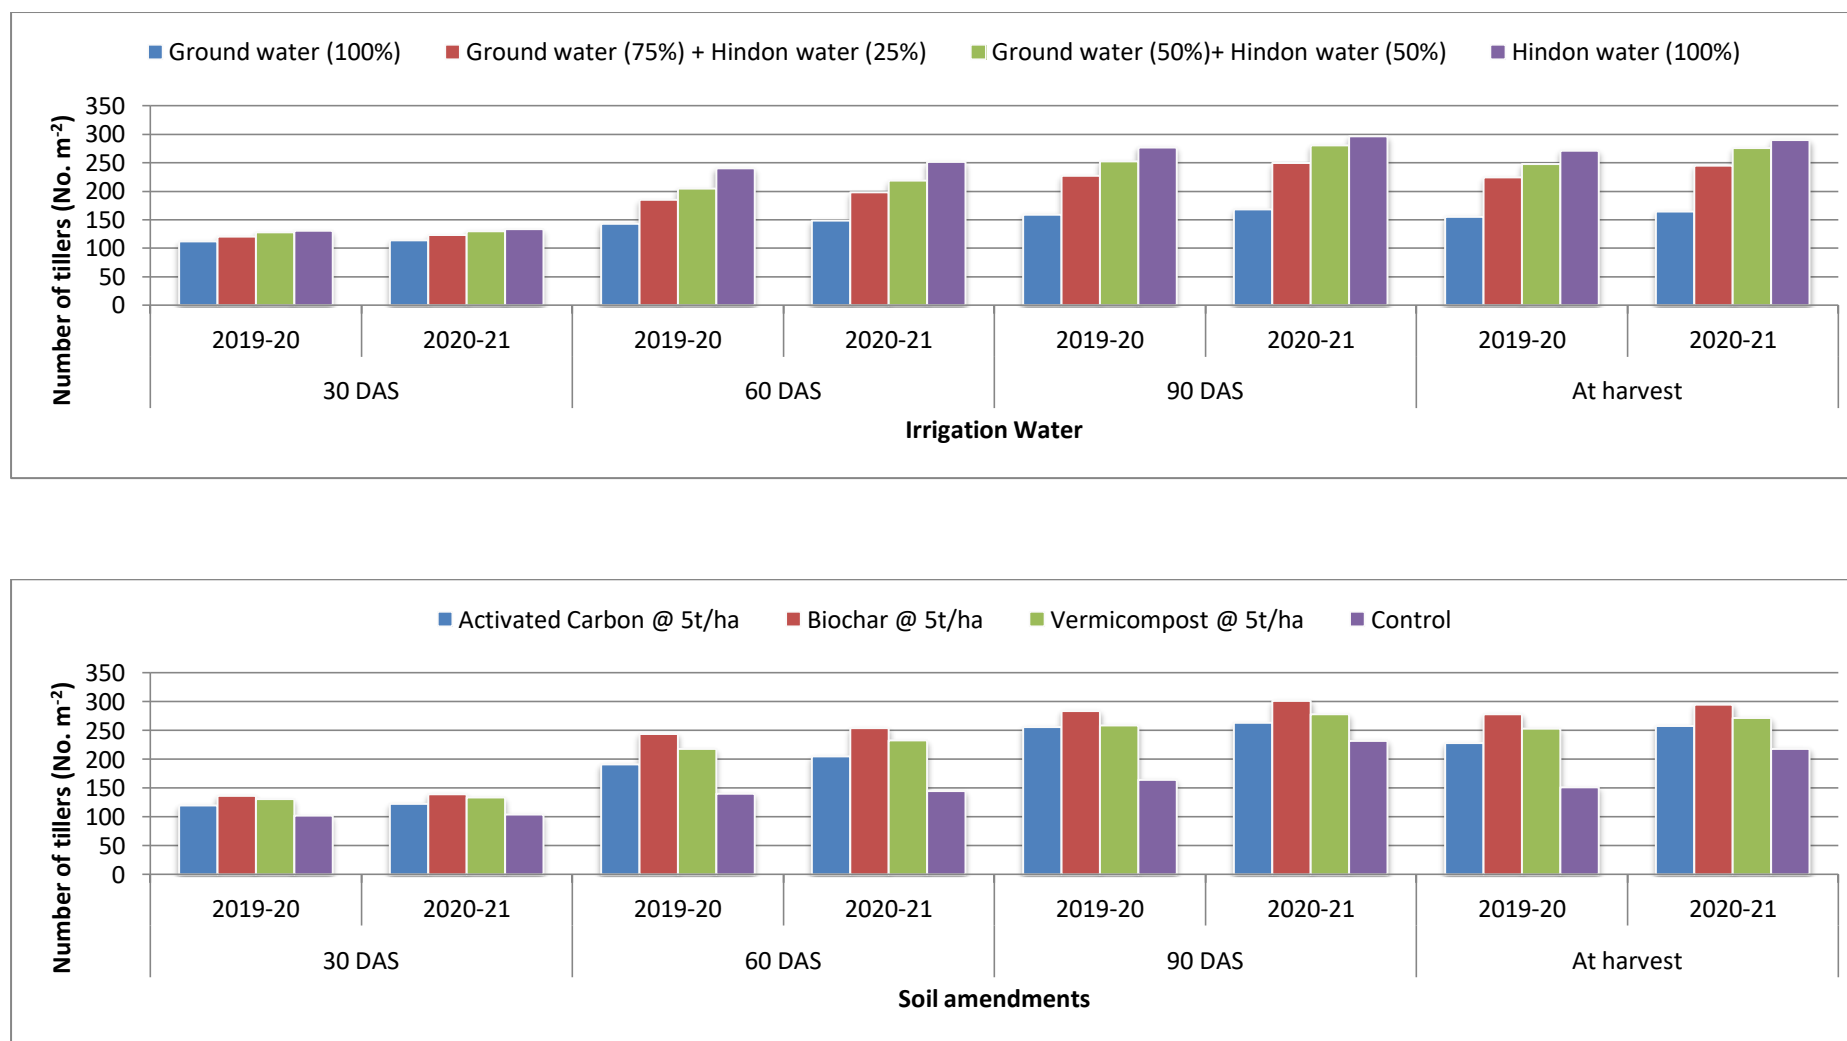 Ground water (100%) Ground water (75%) + Hindon water (25%) Ground water (50%)+ Hindon water (50%) Hindon water (100%)
Number of tillers (No. m-2)
350
300
250
200
150
100
50
0
2019-20 2020-21 2019-20 2020-21 2019-20 2020-21 2019-20 2020-21
30 DAS 60 DAS 90 DAS At harvest
Irrigation Water
Activated Carbon @ 5t/ha Biochar @ 5t/ha Vermicompost @ 5t/ha Control
Number of tillers (No. m-2)
350
300
250
200
150
100
50
0
2019-20 2020-21 2019-20 2020-21 2019-20 2020-21 2019-20 2020-21
30 DAS 60 DAS 90 DAS At harvest
Soil amendments